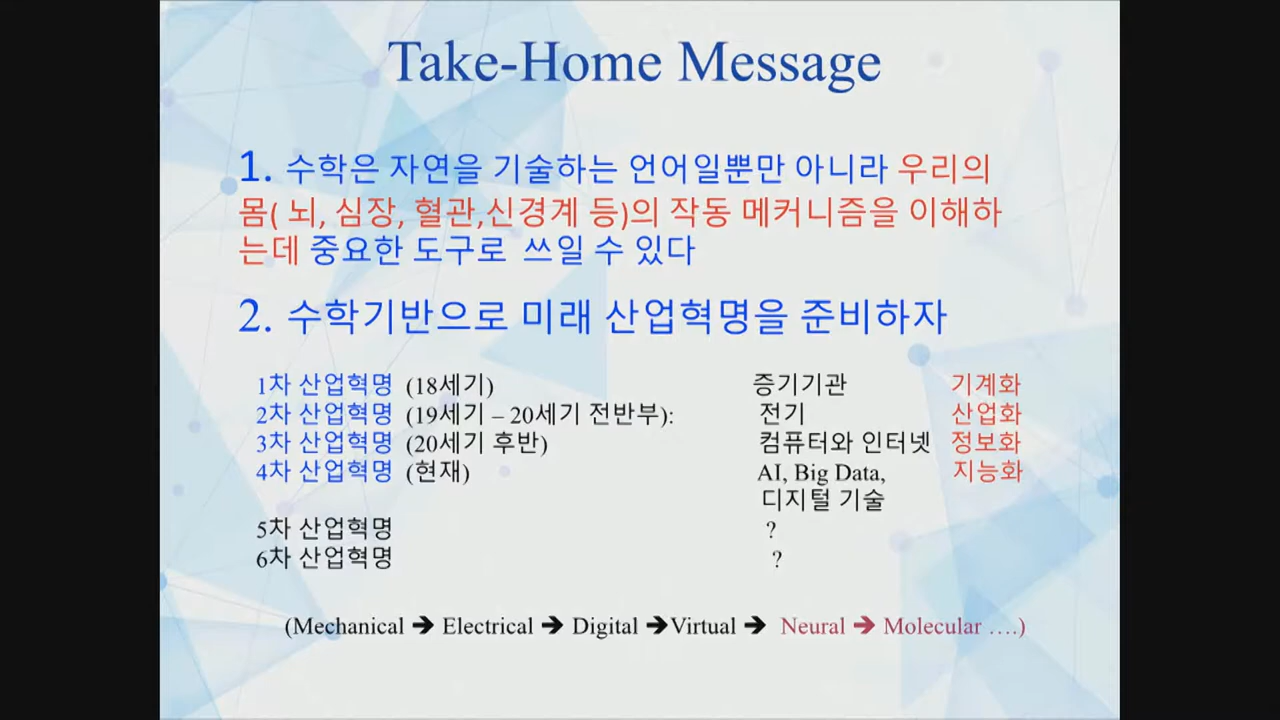 Take-Home Message
1. 수학은 자연을 기술하는 언어일뿐만 아니라 우리의
몸( 뇌, 심장, 혈관,신경계 등)의 작동 메커니즘을 이해하
는데 중요한 도구로 쓰일 수 있다
2. 수학기반으로 미래 산업혁명을 준비하자
1차 산업혁명 (18세기) 증기기관 기계화
2차 산업혁명 (19세기 – 20세기 전반부): 전기 산업화
3차 산업혁명 (20세기 후반) 컴퓨터와 인터넷 정보화
4차 산업혁명 (현재) AI, Big Data, 지능화
디지털 기술
5차 산업혁명 ?
6차 산업혁명 ?
(Mechanical ➔ Electrical ➔ Digital ➔Virtual ➔ Neural ➔ Molecular ….)